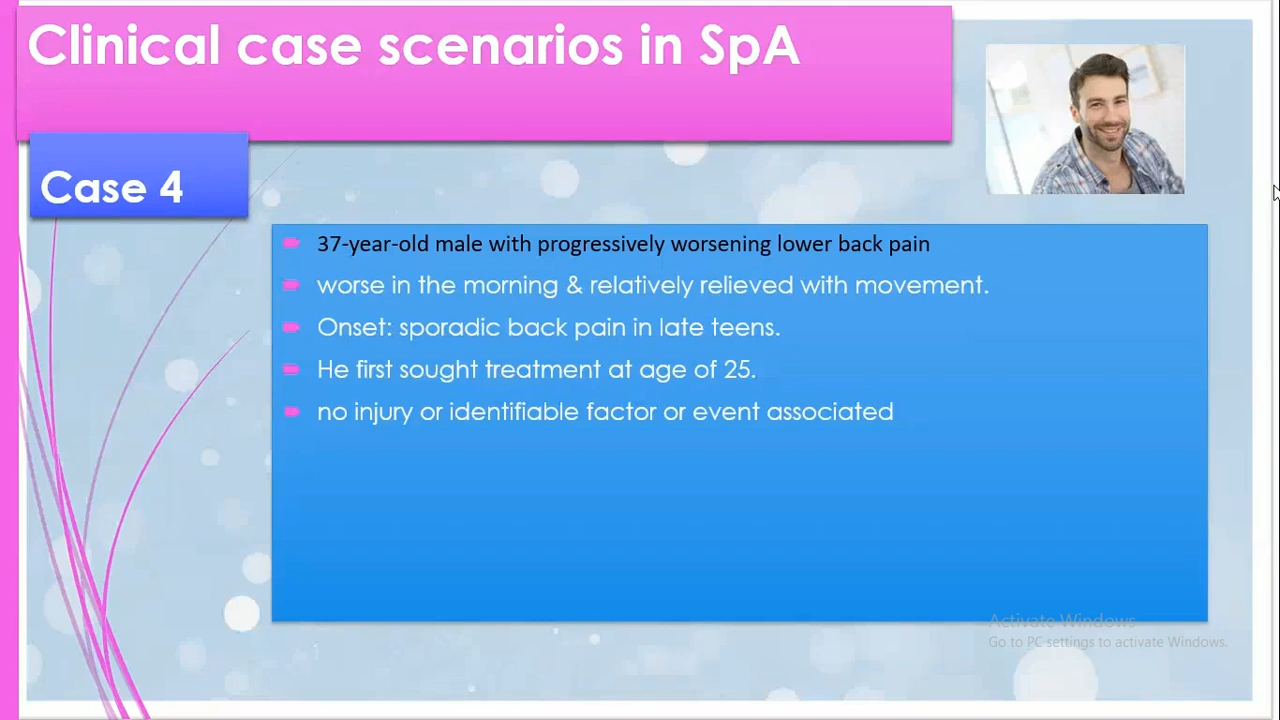 Clinical case scenarios in SpA
Case 4
37-year-old male with progressively worsening lower back pain
worse in the morning & relatively relieved with movement.
Onset: sporadic back pain in late teens.
He first sought treatment at age of 25.
no injury or identifiable factor or event associated
Activate Windows
Go to PC settings to activate Windows.